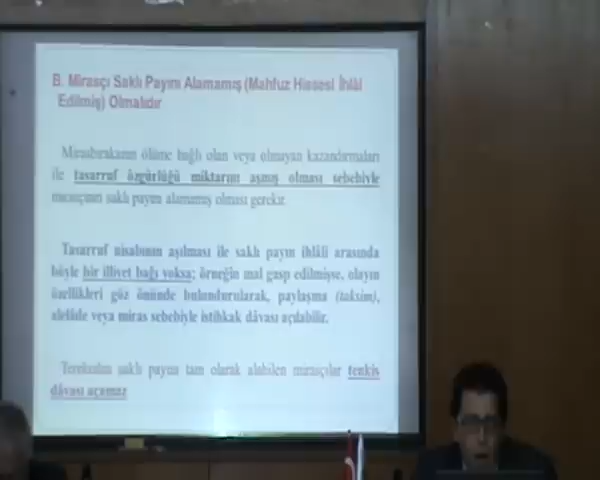 B. Mirasçı Saklı Payını Alamamış (Mahfuz Hissesi İhlâl
Edilmiş) Olmalıdır
Mirasbırakanın ölüme bağlı olan veya olmayan kazandırmaları
ile tasarruf özgürlüğü miktarını aşmış olması sebebiyle
mirasçının saklı payını alamamış olması gerekir.
Tasarruf nisabının aşılması ile saklı payın ihlâli arasında
böyle bir illiyet bağı yoksa; örneğin mal gasp edilmişse, olayın
özellikleri göz önünde bulundurularak, paylaşma (taksim),
alelâde veya miras sebebiyle istihkak dâvası açılabilir.
Terekeden saklı payını tam olarak alabilen mirasçılar tenkis
dâvası açamaz.